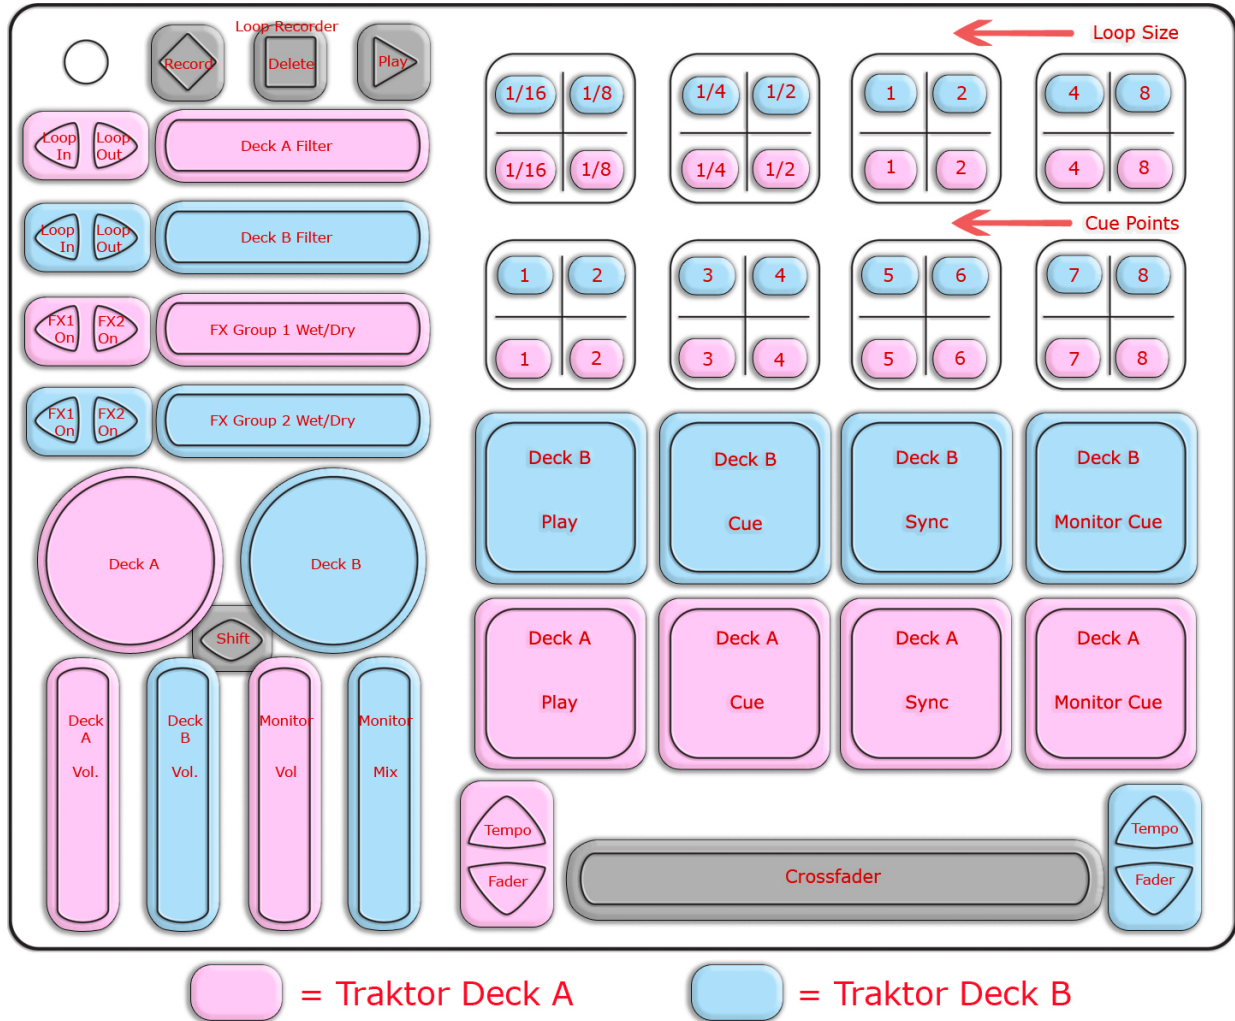 Loop Recorder
Record
Delete
Play
Loop Size
1/16 1/8 1/4 1/2 1 2 4 8
Loop
In
Loop
Out
Deck A Filter
1/16 1/8 1/4 1/2 1 2 4 8
Cue Points
Loop
In
Loop
Out
Deck B Filter
1 2 3 4 5 6 7 8
FX1
On
FX2
On
FX Group 1 Wet/Dry
1 2 3 4 5 6 7 8
FX1
On
FX2
On
FX Group 2 Wet/Dry
Deck B
Play
Deck B
Cue
Deck B
Sync
Deck B
Monitor Cue
Deck A
Deck B
Shift
Deck A
Play
Deck A
Cue
Deck A
Sync
Deck A
Monitor Cue
Deck
A
Vol.
Deck
B
Vol.
Monitor
Vol
Monitor
Mix
Tempo
Fader
Crossfader
Tempo
Fader
= Traktor Deck A
= Traktor Deck B